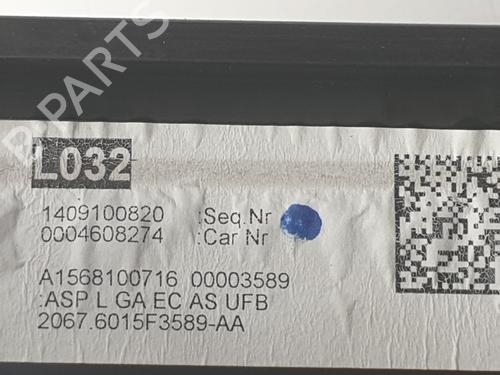 L032
1409100820 :Seq.Nr
0004608274 :Car Nr
A1568100716 00003589
:ASP L GA EC AS UFB
2067.6015F3589-AA
B-PARTS